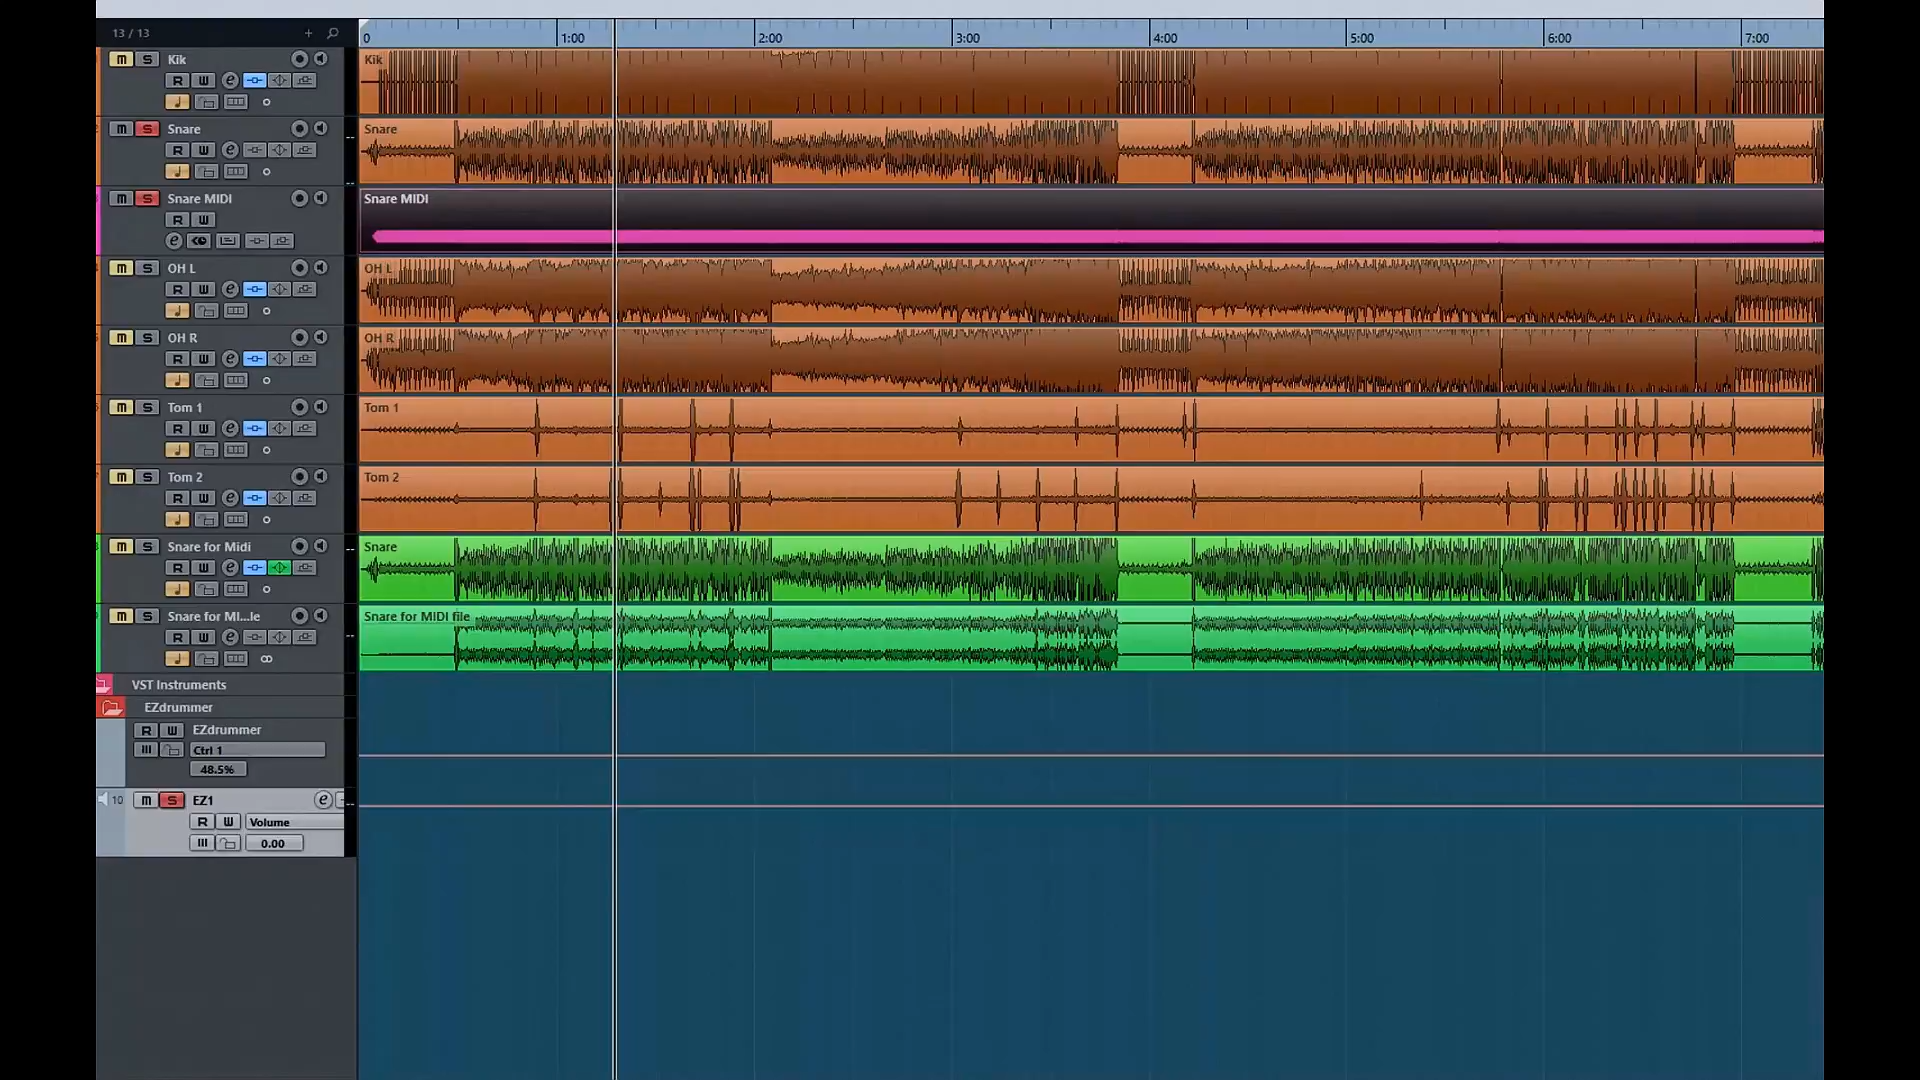 13 / 13 +
0 1:00 2:00 3:00 4:00 5:00 6:00 7:00
m S Kik
R W e
Kik
m S Snare
R W e
Snare
m S Snare MIDI
R W
e
Snare MIDI
m S OH L
R W e
OH L
m S OH R
R W e
OH R
m S Tom 1
R W e
Tom 1
m S Tom 2
R W e
Tom 2
m S Snare for Midi
R W e
Snare
m S Snare for MI...le
R W e
Snare for MIDI file
VST Instruments
EZdrummer
R W EZdrummer
Ctrl 1
48.5%
10 m S EZ1 e
R W Volume
0.00